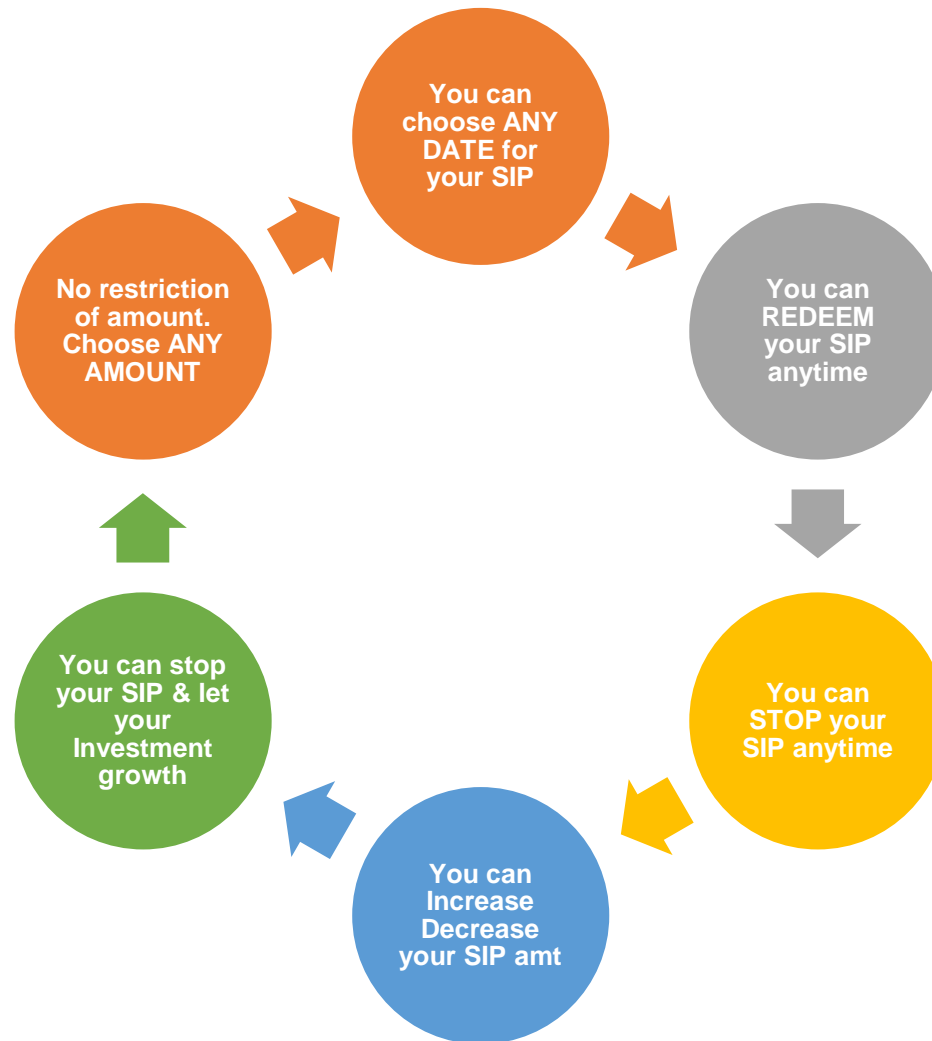 You can
choose ANY
DATE for
your SIP
You can
REDEEM
your SIP
anytime
You can
STOP your
SIP anytime
You can
Increase
Decrease
your SIP amt
You can stop
your SIP & let
your
Investment
growth
No restriction
of amount.
Choose ANY
AMOUNT